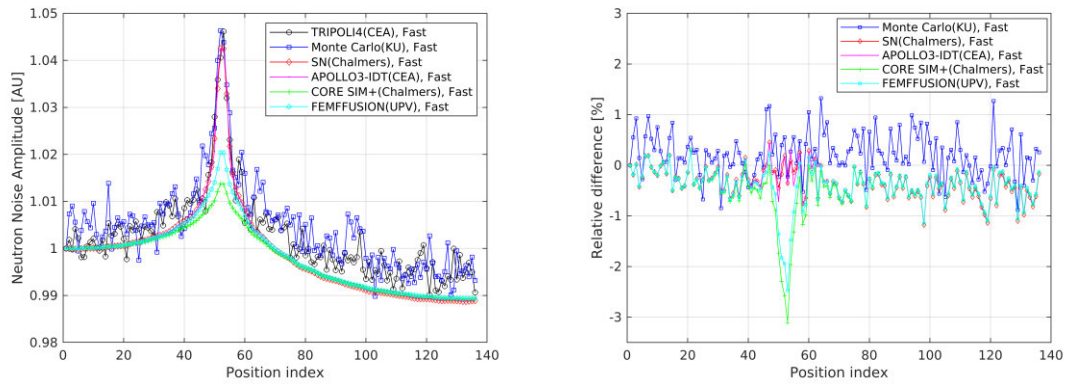 1.05
1.04
1.03
1.02
1.01
1
0.99
0.98
0
20
40
60
80
100
120
140
Neutron Noise Amplitude [AU]
Position index
TRIPOLI4(CEA), Fast
Monte Carlo(KU), Fast
SN(Chalmers), Fast
APOLLO3-IDT(CEA), Fast
CORE SIM+(Chalmers), Fast
FEMFFUSION(UPV), Fast
3
2
1
0
-1
-2
-3
0
20
40
60
80
100
120
140
Relative difference [%]
Position index
Monte Carlo(KU), Fast
SN(Chalmers), Fast
APOLLO3-IDT(CEA), Fast
CORE SIM+(Chalmers), Fast
FEMFFUSION(UPV), Fast